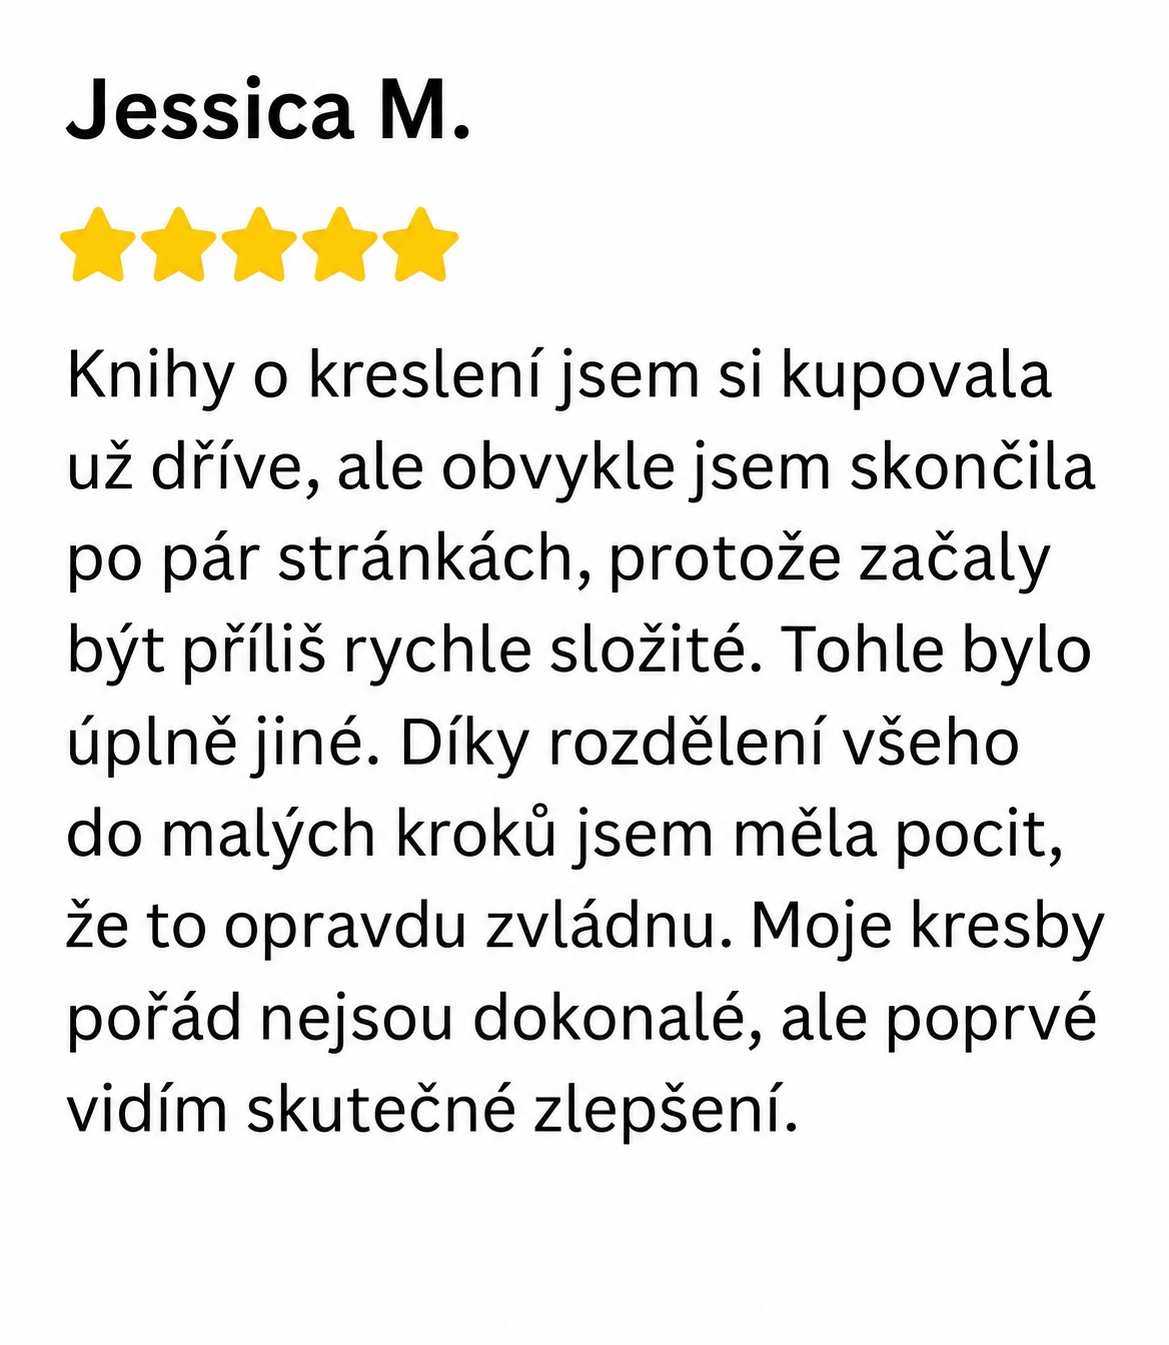 Jessica M.
Knihy o kreslení jsem si kupovala
už dříve, ale obvykle jsem skončila
po pár stránkách, protože začaly
být příliš rychle složité. Tohle bylo
úplně jiné. Díky rozdělení všeho
do malých kroků jsem měla pocit,
že to opravdu zvládnu. Moje kresby
pořád nejsou dokonalé, ale poprvé
vidím skutečné zlepšení.